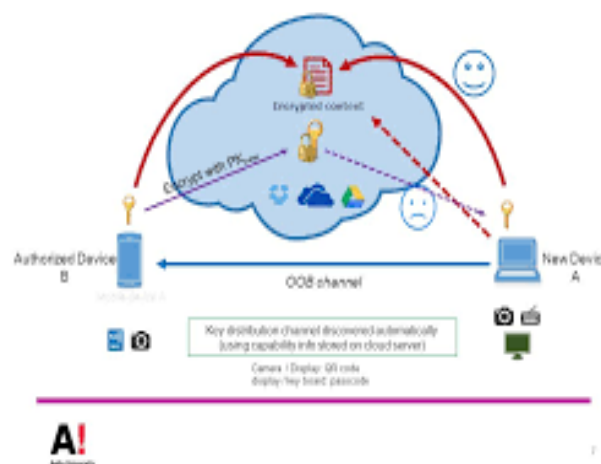 Encrypted content
Encrypt with PK
Authorized Device
B
OOB channel
New Device
A
Key distribution channel discovered automatically
(using capability info stored on cloud server)
Camera / Display: QR code
display/key board: passcode
A!